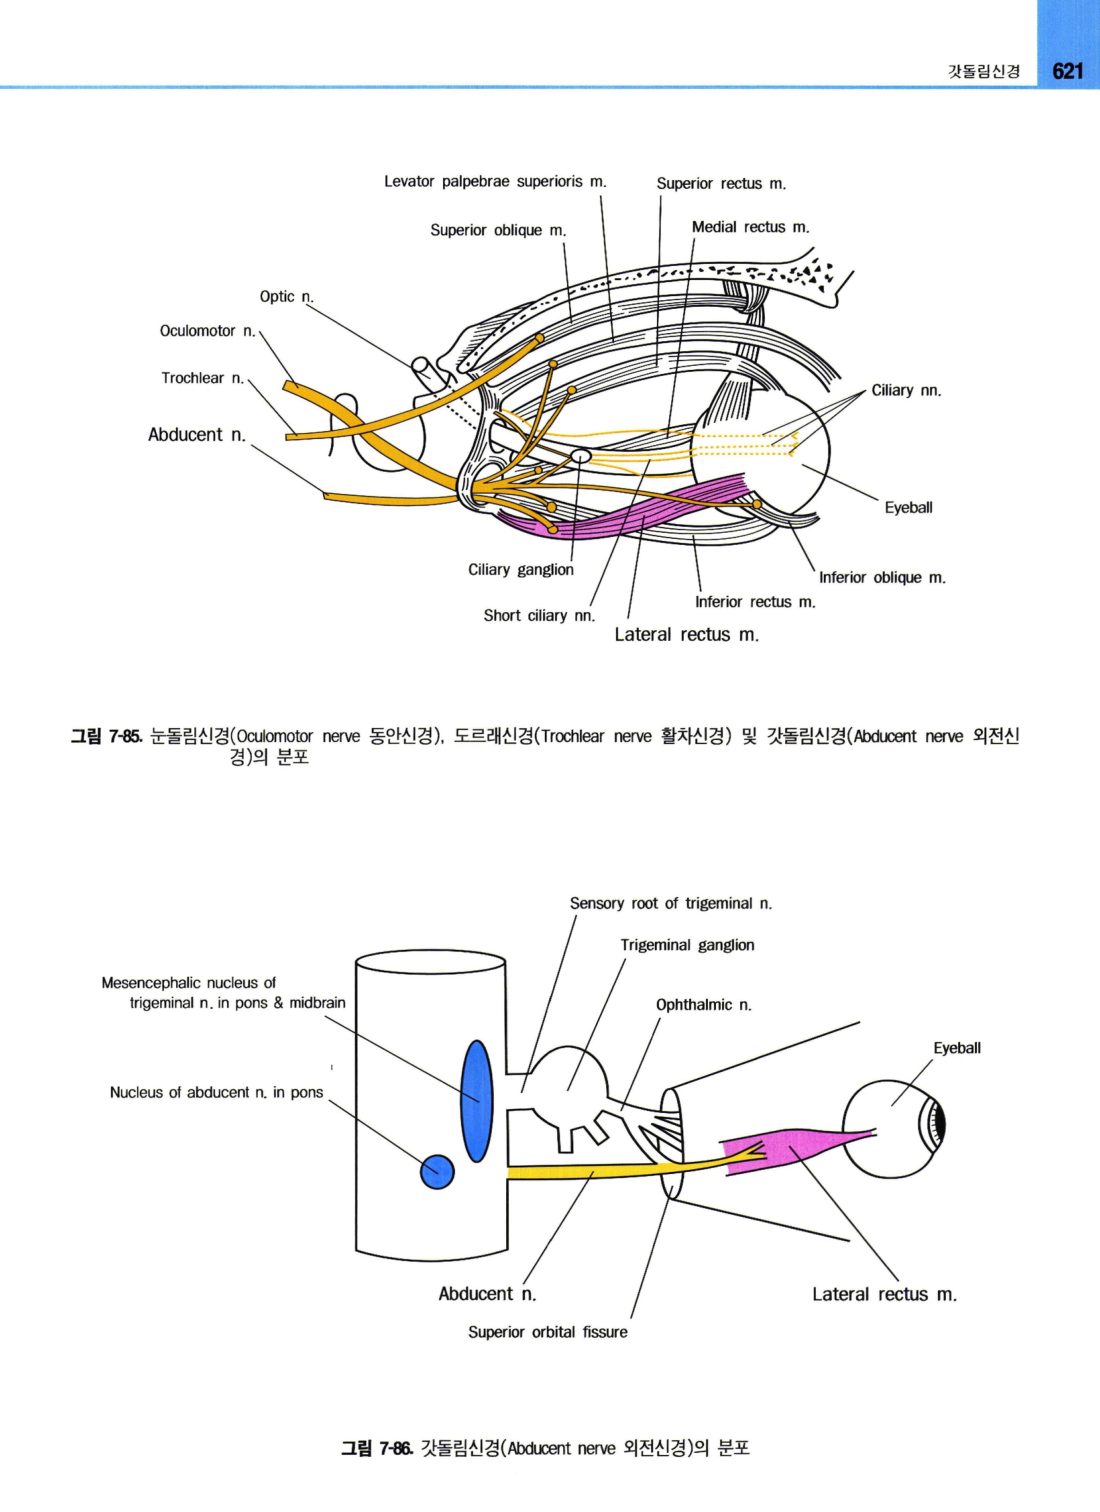 갓돌림신경 621
Levator palpebrae superioris m.
Superior rectus m.
Superior oblique m.
Medial rectus m.
Optic n.
Oculomotor n.
Trochlear n.
Ciliary nn.
Abducent n.
Eyeball
Ciliary ganglion
Inferior oblique m.
Inferior rectus m.
Short ciliary nn.
Lateral rectus m.
그림 7-85. 눈돌림신경(Oculomotor nerve 동안신경), 도르래신경(Trochlear nerve 활차신경) 및 갓돌림신경(Abducent nerve 외전신
경)의 분포
Sensory root of trigeminal n.
Trigeminal ganglion
Mesencephalic nucleus of
trigeminal n. in pons & midbrain
Ophthalmic n.
Eyeball
Nucleus of abducent n. in pons
Abducent n.
Lateral rectus m.
Superior orbital fissure
그림 7-86. 갓돌림신경(Abducent nerve 외전신경)의 분포